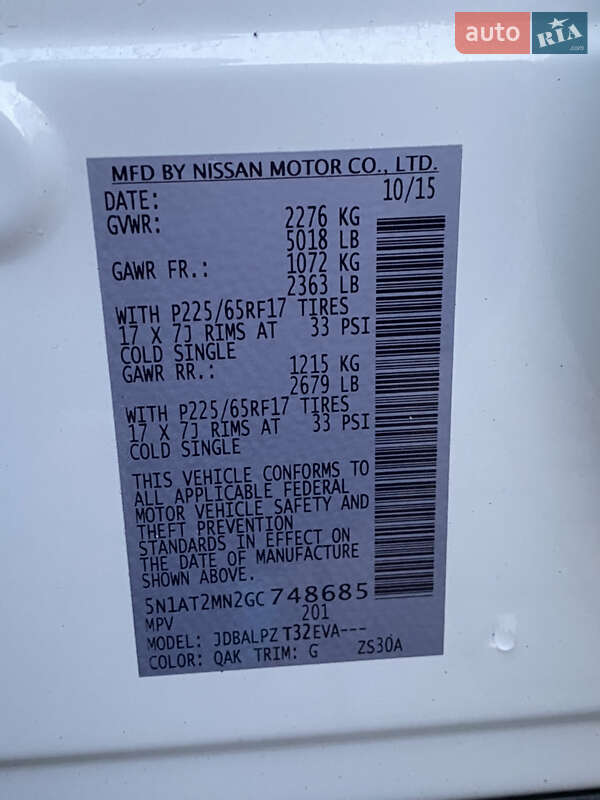 auto RIA.com
MFD BY NISSAN MOTOR CO., LTD.
DATE: 10/15
GVWR: 2276 KG
5018 LB
GAWR FR.: 1072 KG
2363 LB
WITH P225/65RF17 TIRES
17 X 7J RIMS AT 33 PSI
COLD SINGLE
GAWR RR.: 1215 KG
2679 LB
WITH P225/65RF17 TIRES
17 X 7J RIMS AT 33 PSI
COLD SINGLE
THIS VEHICLE CONFORMS TO
ALL APPLICABLE FEDERAL
MOTOR VEHICLE SAFETY AND
THEFT PREVENTION
STANDARDS IN EFFECT ON
THE DATE OF MANUFACTURE
SHOWN ABOVE.
5N1AT2MN2GC748685
MPV 201
MODEL: JDBALPZ T32EVA---
COLOR: QAK TRIM: G ZS30A